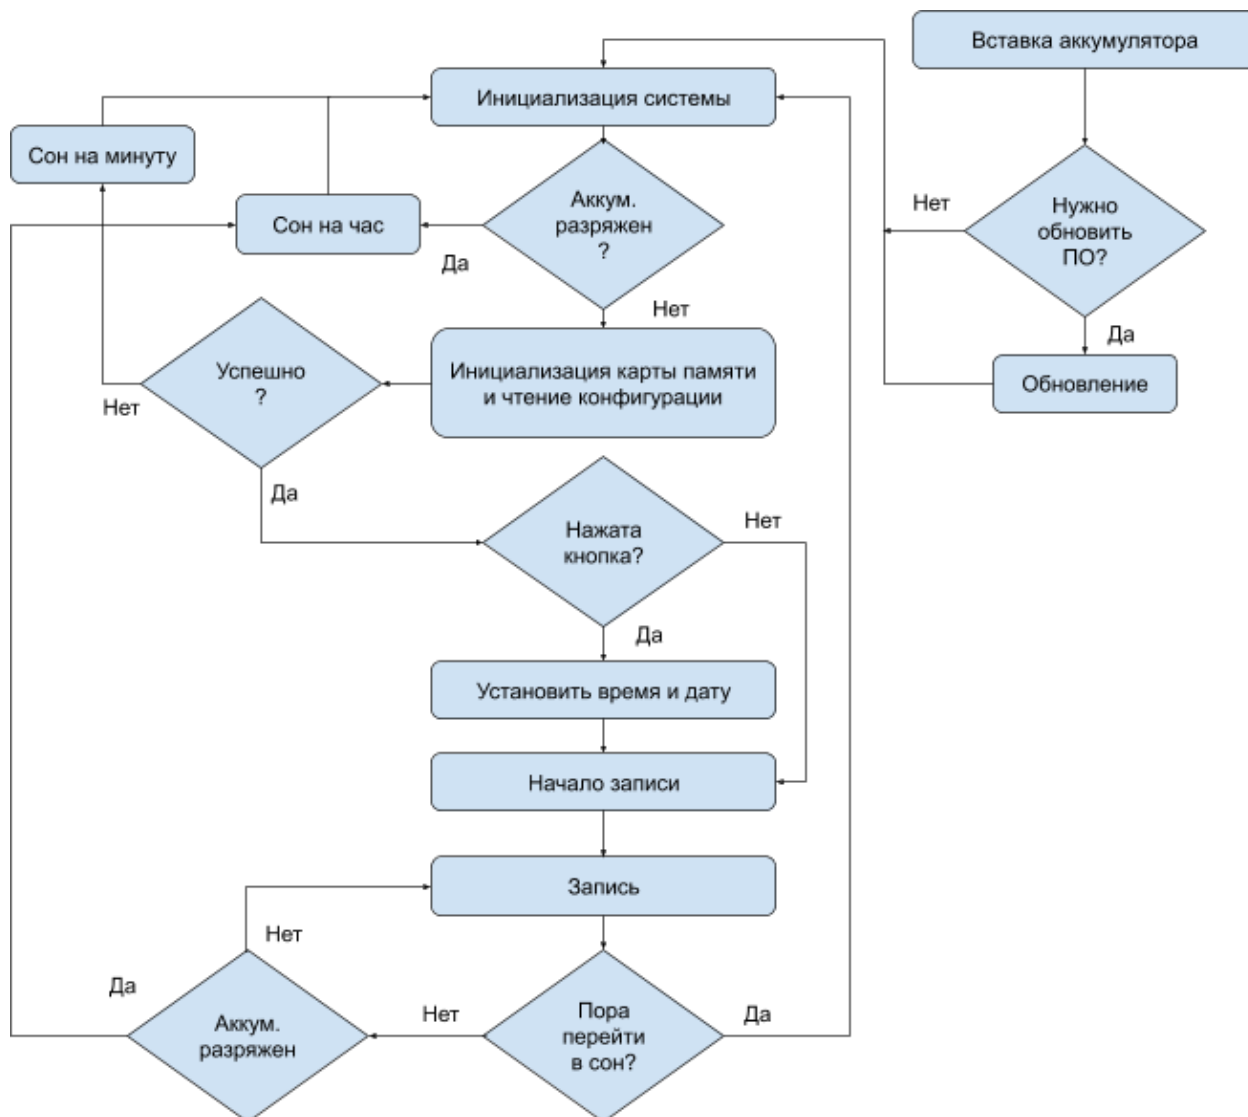 Вставка аккумулятора
Инициализация системы
Сон на минуту
Сон на час
Аккум.
разряжен
?
Да
Нет
Нужно
обновить
ПО?
Нет
Да
Обновление
Инициализация карты памяти
и чтение конфигурации
Успешно
?
Нет
Да
Нажата
кнопка?
Нет
Да
Установить время и дату
Начало записи
Запись
Нет
Да
Аккум.
разряжен
Нет
Пора
перейти
в сон?
Да